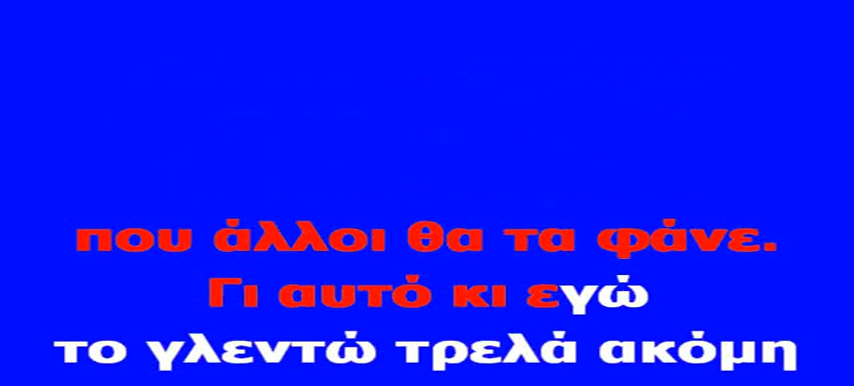 που άλλοι θα τα φάνε.
Γι αυτό κι εγώ
το γλεντώ τρελά ακόμη